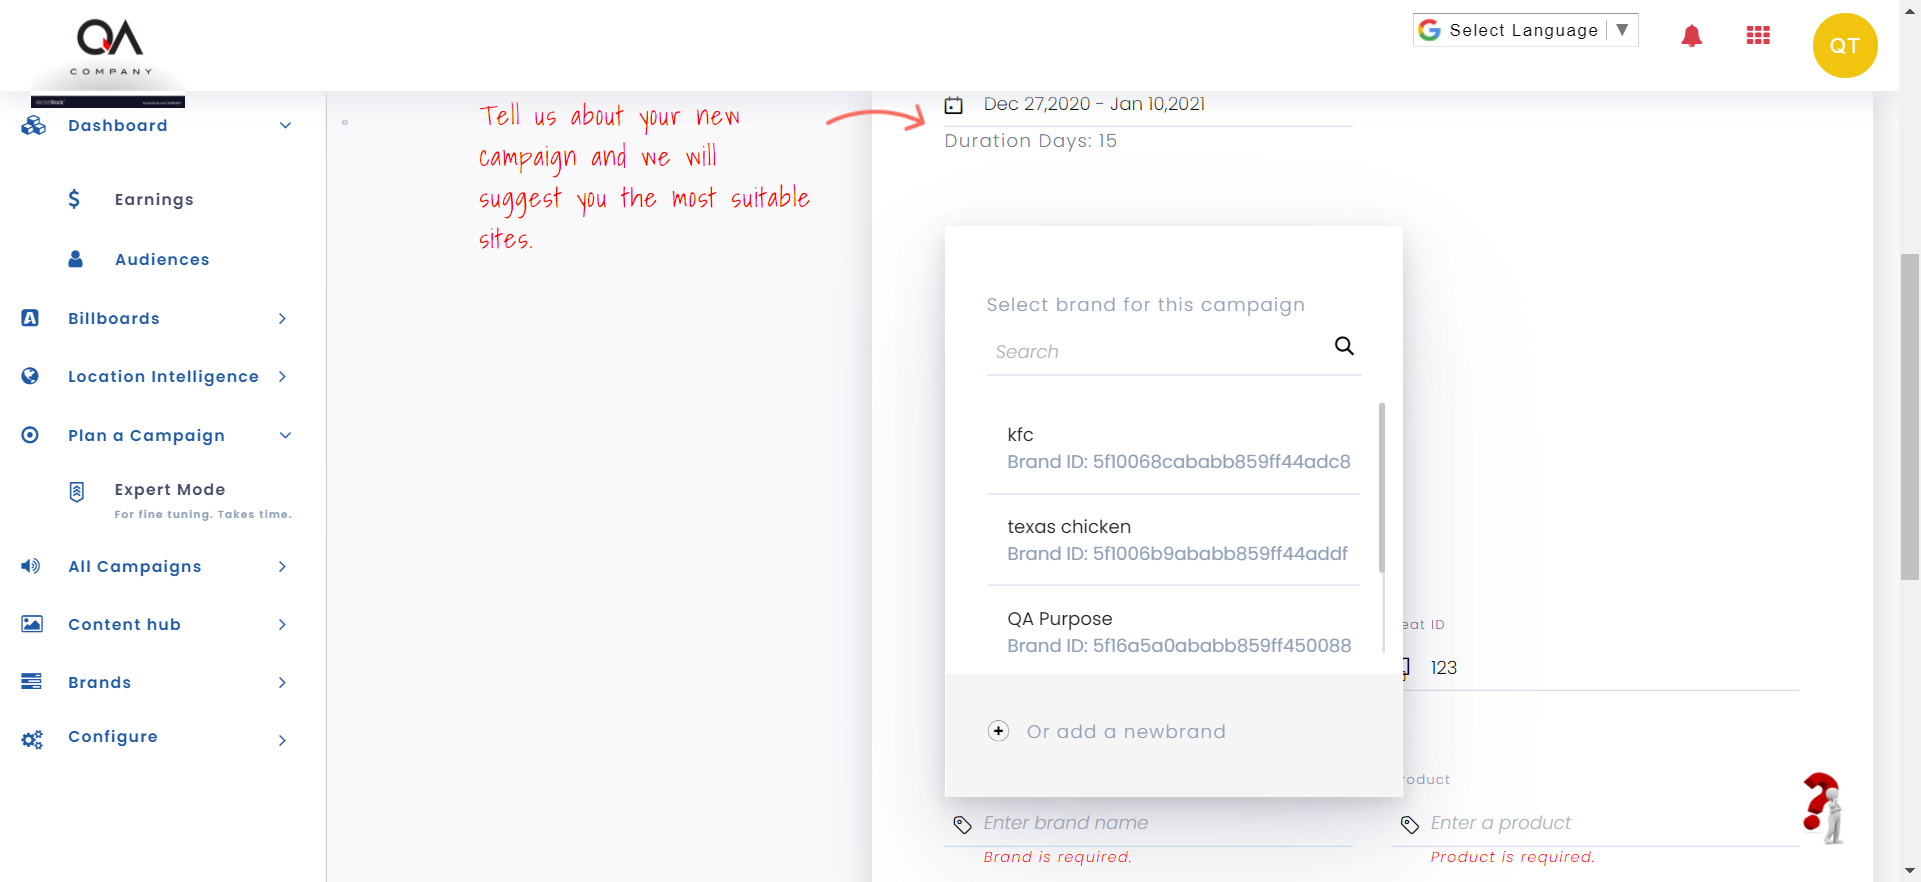 QA
COMPANY
Select Language
QT
Dashboard
Earnings
Audiences
Billboards
Location Intelligence
Plan a Campaign
Expert Mode
For fine tuning. Takes time.
All Campaigns
Content hub
Brands
Configure
Tell us about your new
campaign and we will
suggest you the most suitable
sites.
Dec 27,2020 - Jan 10,2021
Duration Days: 15
Select brand for this campaign
Search
kfc
Brand ID: 5f10068cababb859ff44adc8
texas chicken
Brand ID: 5f1006b9ababb859ff44addf
QA Purpose
Brand ID: 5f16a5a0ababb859ff450088
Or add a newbrand
eat ID
123
roduct
Enter brand name
Enter a product
Brand is required.
Product is required.